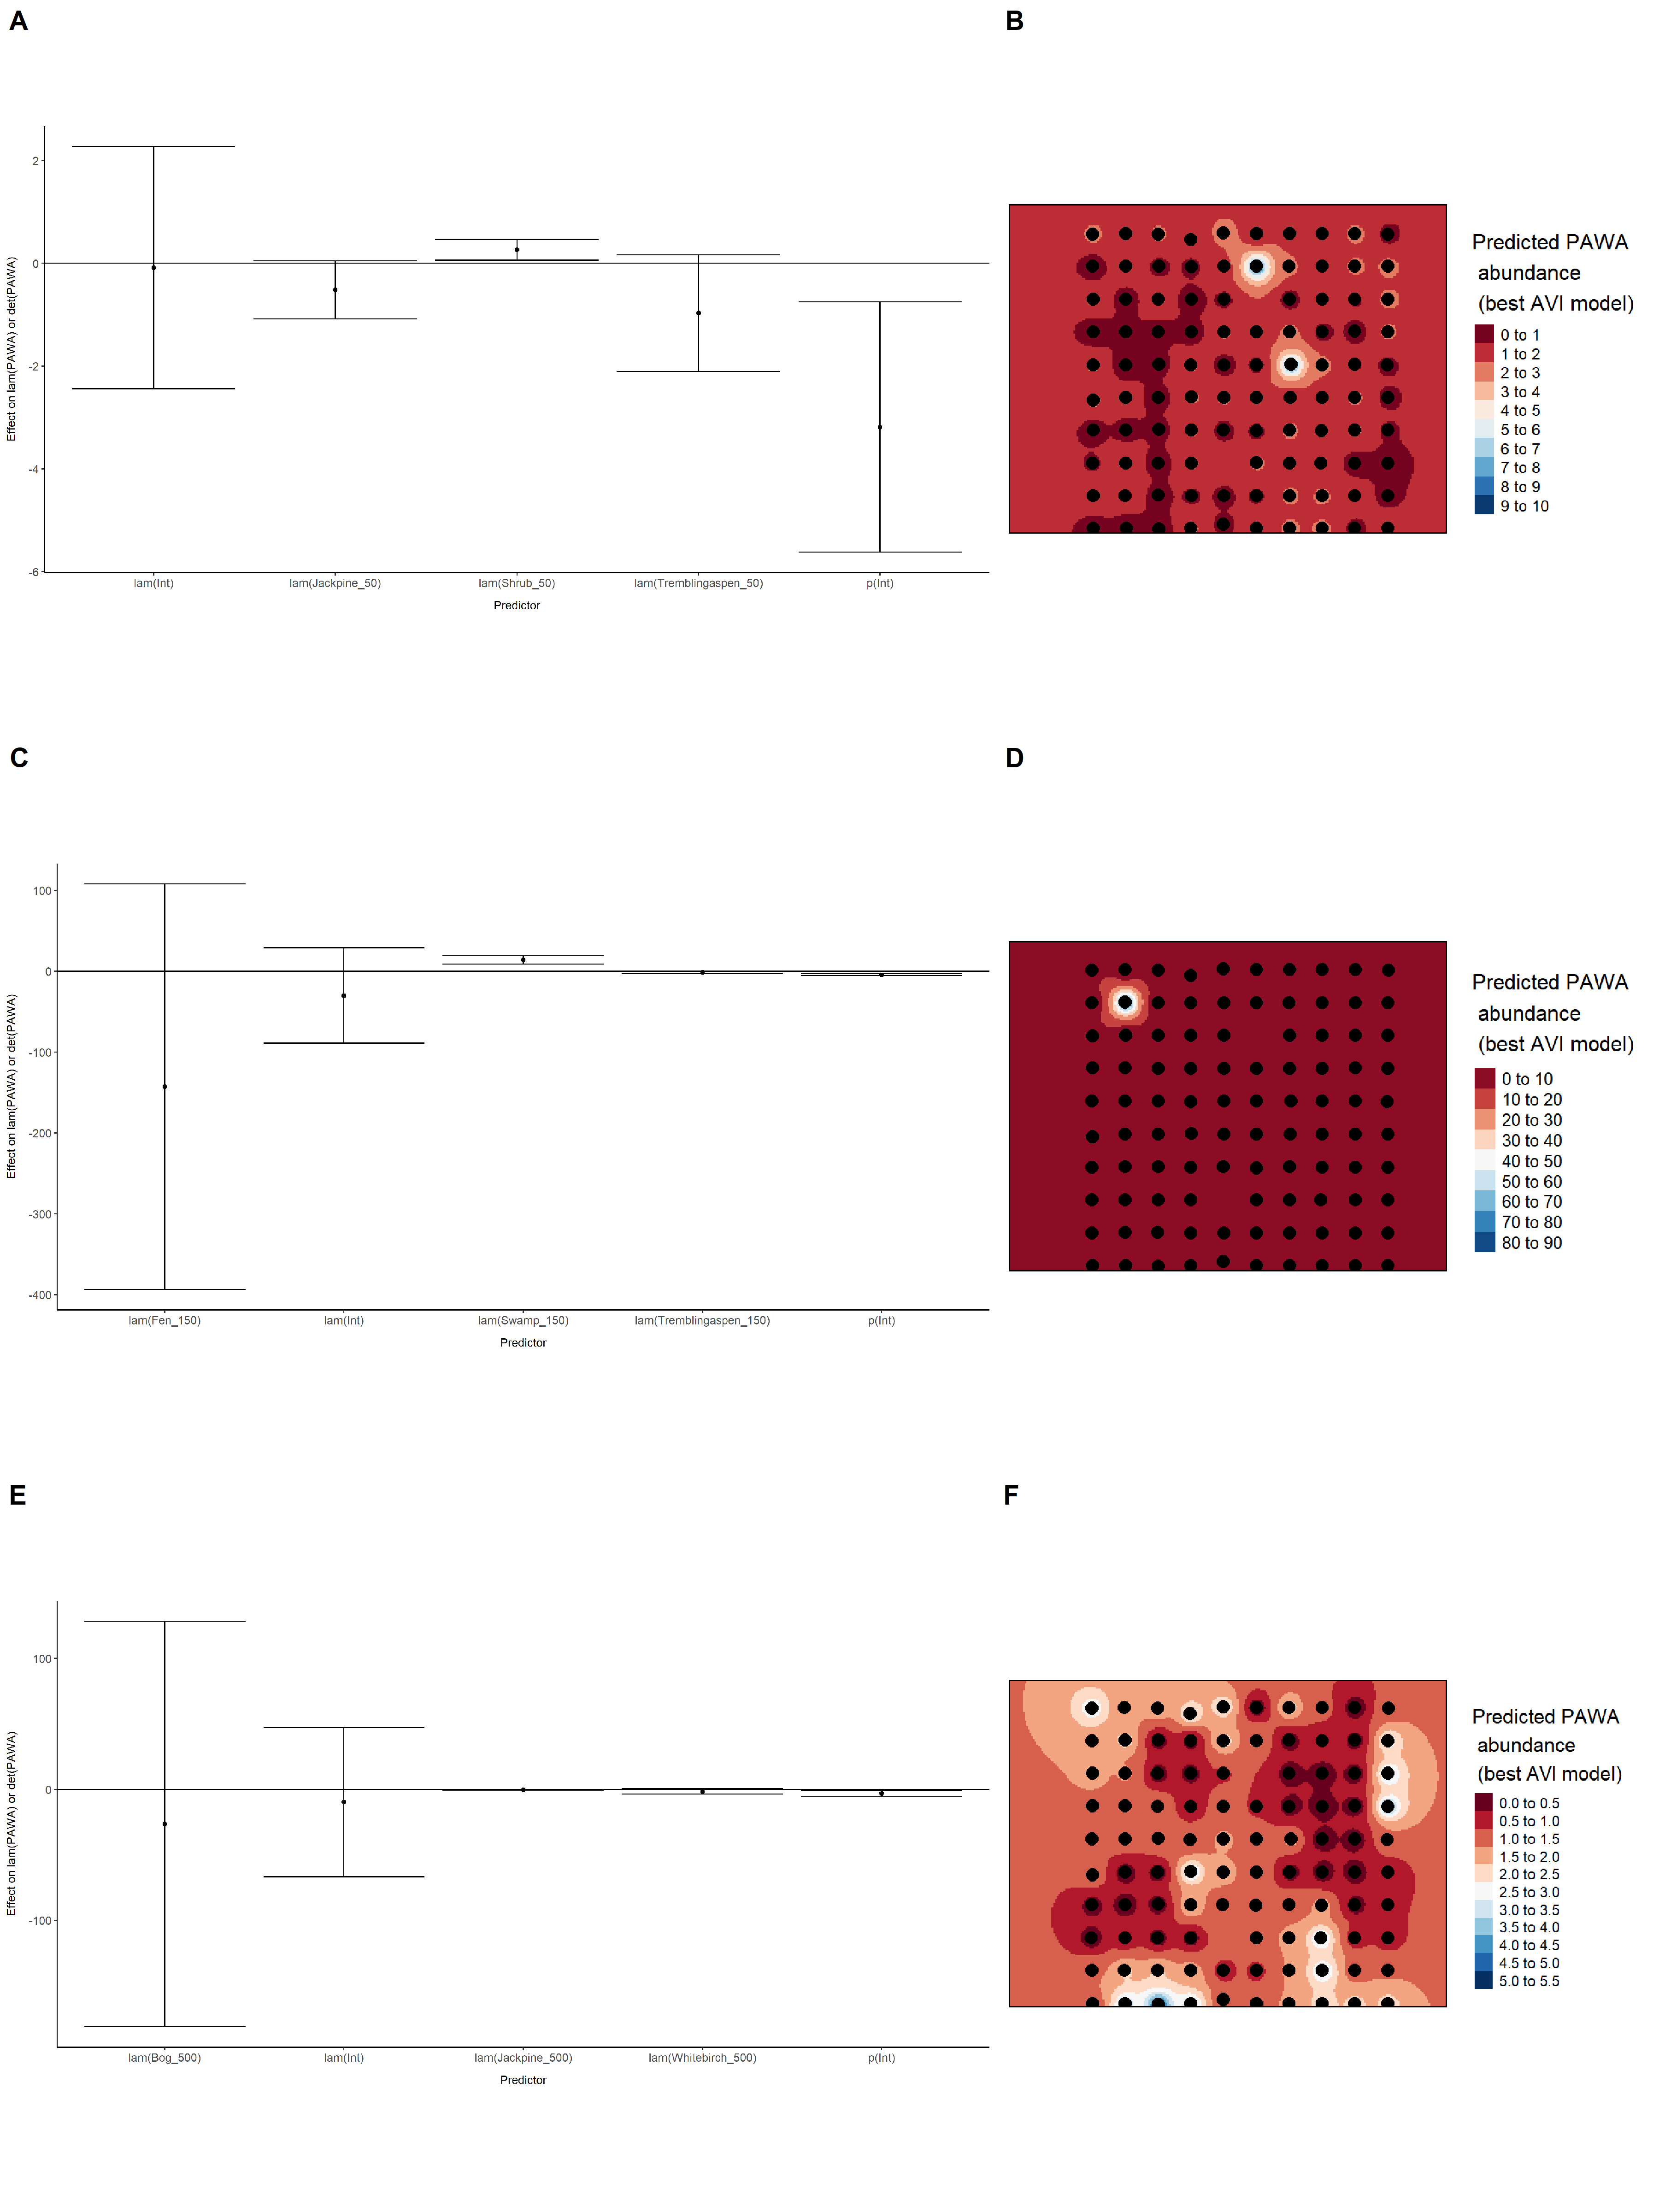 A
B
Effect on lam(PAWA) or det(PAWA)
2
0
-2
-4
-6
lam(Int)
lam(Jackpine_50)
lam(Shrub_50)
lam(Tremblingaspen_50)
p(Int)
Predictor
Predicted PAWA
abundance
(best AVI model)
0 to 1
1 to 2
2 to 3
3 to 4
4 to 5
5 to 6
6 to 7
7 to 8
8 to 9
9 to 10
C
D
Effect on lam(PAWA) or det(PAWA)
100
0
-100
-200
-300
-400
lam(Fen_150)
lam(Int)
lam(Swamp_150)
lam(Tremblingaspen_150)
p(Int)
Predictor
Predicted PAWA
abundance
(best AVI model)
0 to 10
10 to 20
20 to 30
30 to 40
40 to 50
50 to 60
60 to 70
70 to 80
80 to 90
E
F
Effect on lam(PAWA) or det(PAWA)
100
0
-100
lam(Bog_500)
lam(Int)
lam(Jackpine_500)
lam(Whitebirch_500)
p(Int)
Predictor
Predicted PAWA
abundance
(best AVI model)
0.0 to 0.5
0.5 to 1.0
1.0 to 1.5
1.5 to 2.0
2.0 to 2.5
2.5 to 3.0
3.0 to 3.5
3.5 to 4.0
4.0 to 4.5
4.5 to 5.0
5.0 to 5.5